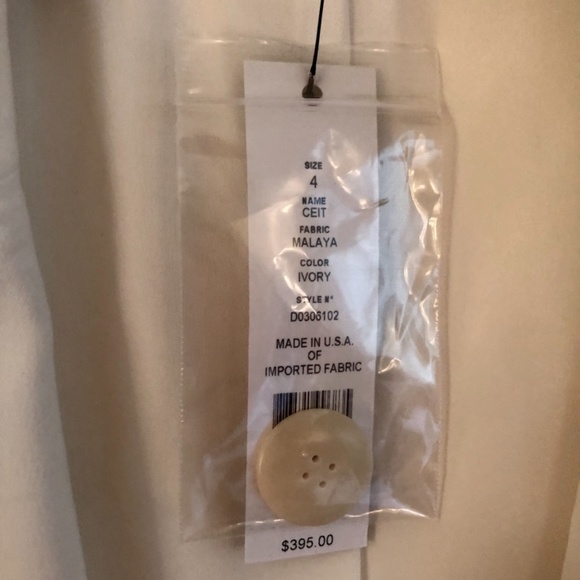 SIZE
4
NAME
CEIT
FABRIC
MALAYA
COLOR
IVORY
STYLE N°
D0306102
MADE IN U.S.A.
OF
IMPORTED FABRIC
$395.00